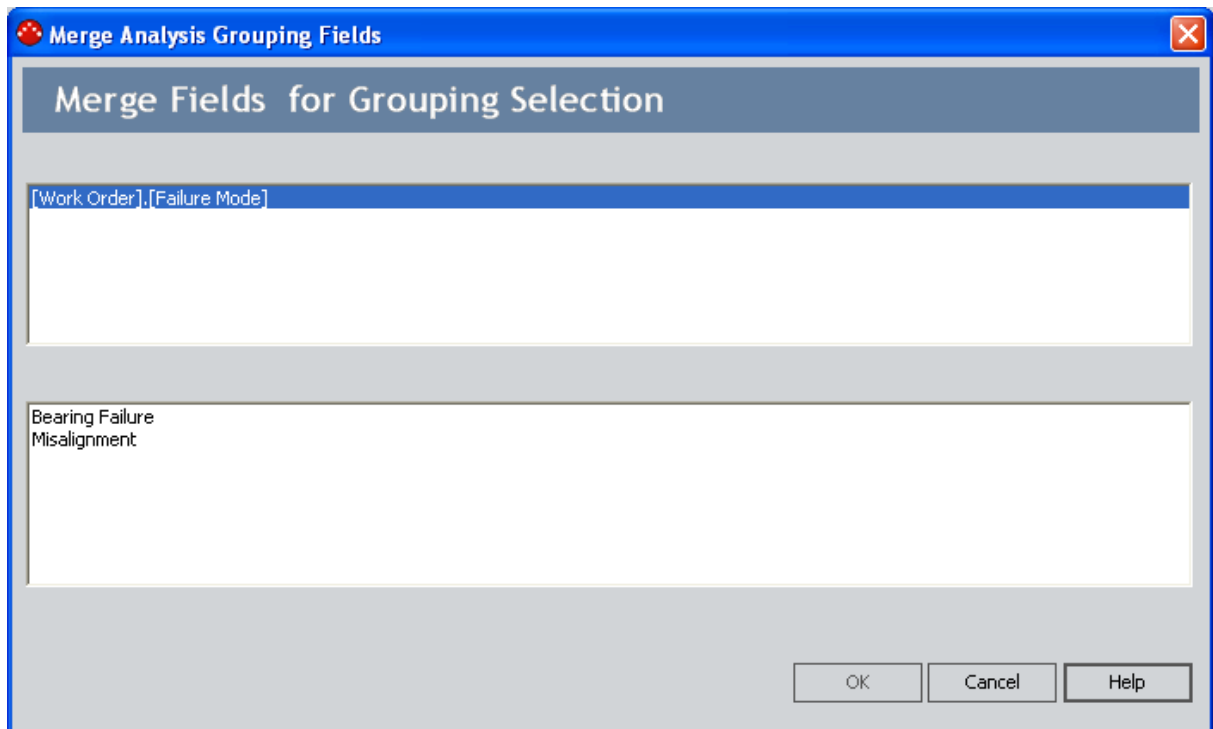 Merge Analysis Grouping Fields
Merge Fields for Grouping Selection
[Work Order].[Failure Mode]
Bearing Failure
Misalignment
OK Cancel Help